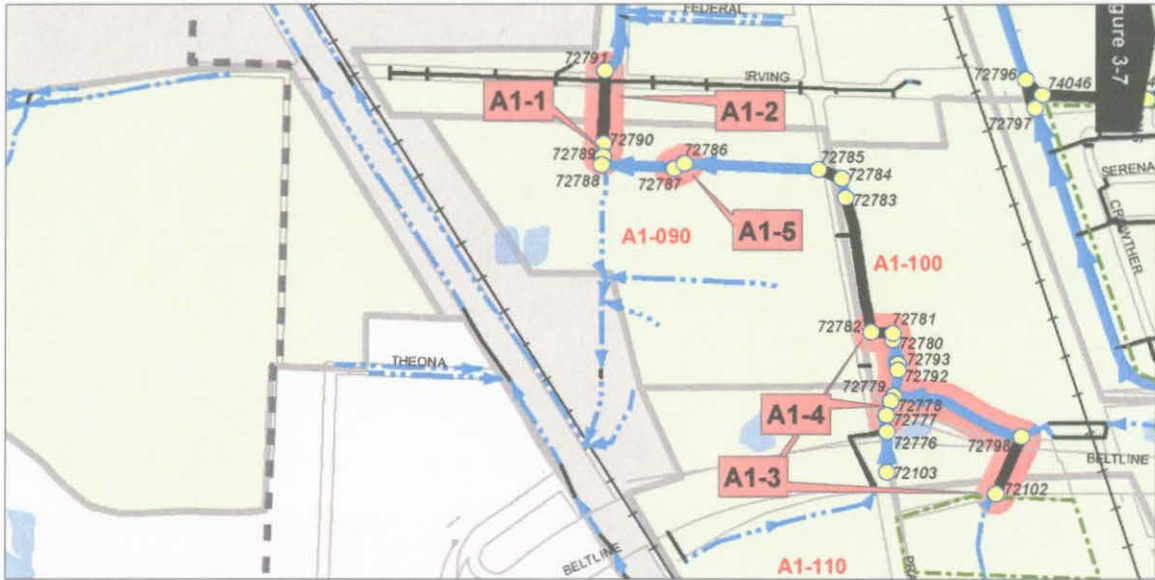 FEDERAL
gure 3-7
72791
IRVING
72796
74046
72797
A1-1
A1-2
72790
72789
72786
72785
SERENA
72788
72787
72784
72783
A1-5
A1-090
A1-100
CROWTHER
72782
72781
72780
THEONA
72793
72792
72779
A1-4
72778
72777
72776
72798
BELTLINE
A1-3
72103
72102
BELTLINE
A1-110